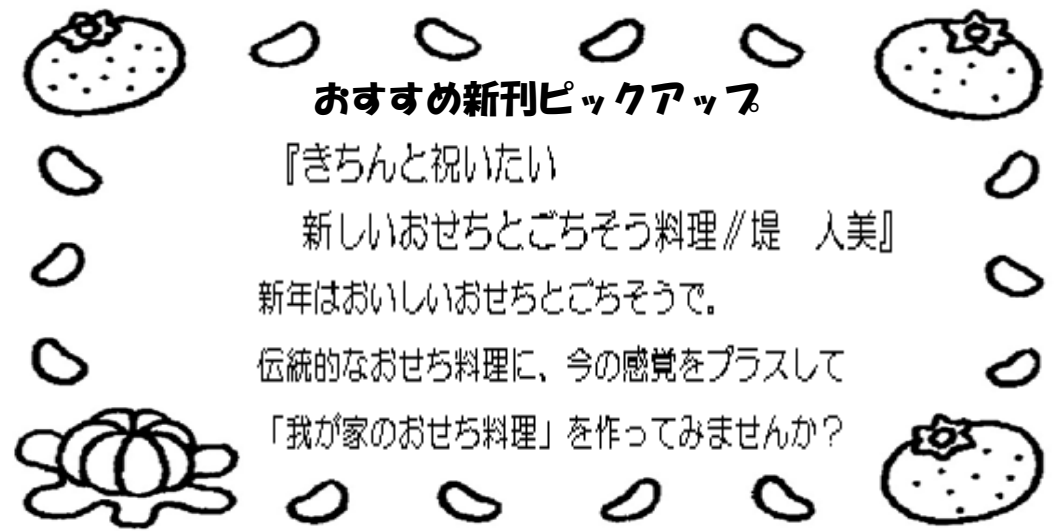 おすすめ新刊ピックアップ
『きちんと祝いたい
新しいおせちとごちそう料理∥堤　人美』
新年はおいしいおせちとごちそうで。
伝統的なおせち料理に、今の感覚をプラスして
「我が家のおせち料理」を作ってみませんか？